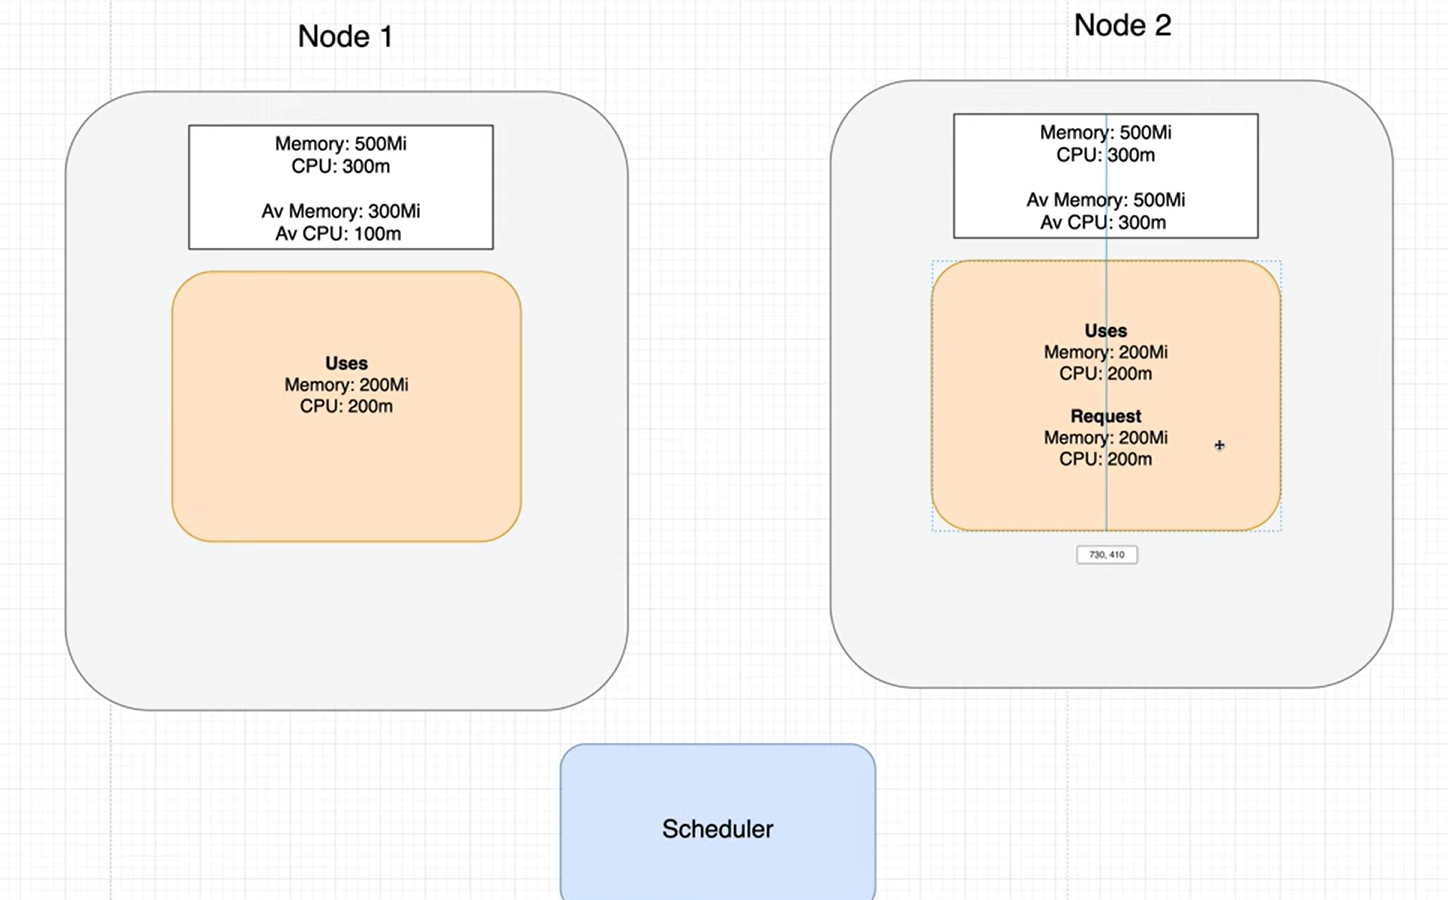 Node 1
Memory: 500Mi
CPU: 300m
Av Memory: 300Mi
Av CPU: 100m
Uses
Memory: 200Mi
CPU: 200m
Node 2
Memory: 500Mi
CPU: 300m
Av Memory: 500Mi
Av CPU: 300m
Uses
Memory: 200Mi
CPU: 200m
Request
Memory: 200Mi
CPU: 200m
730, 410
Scheduler